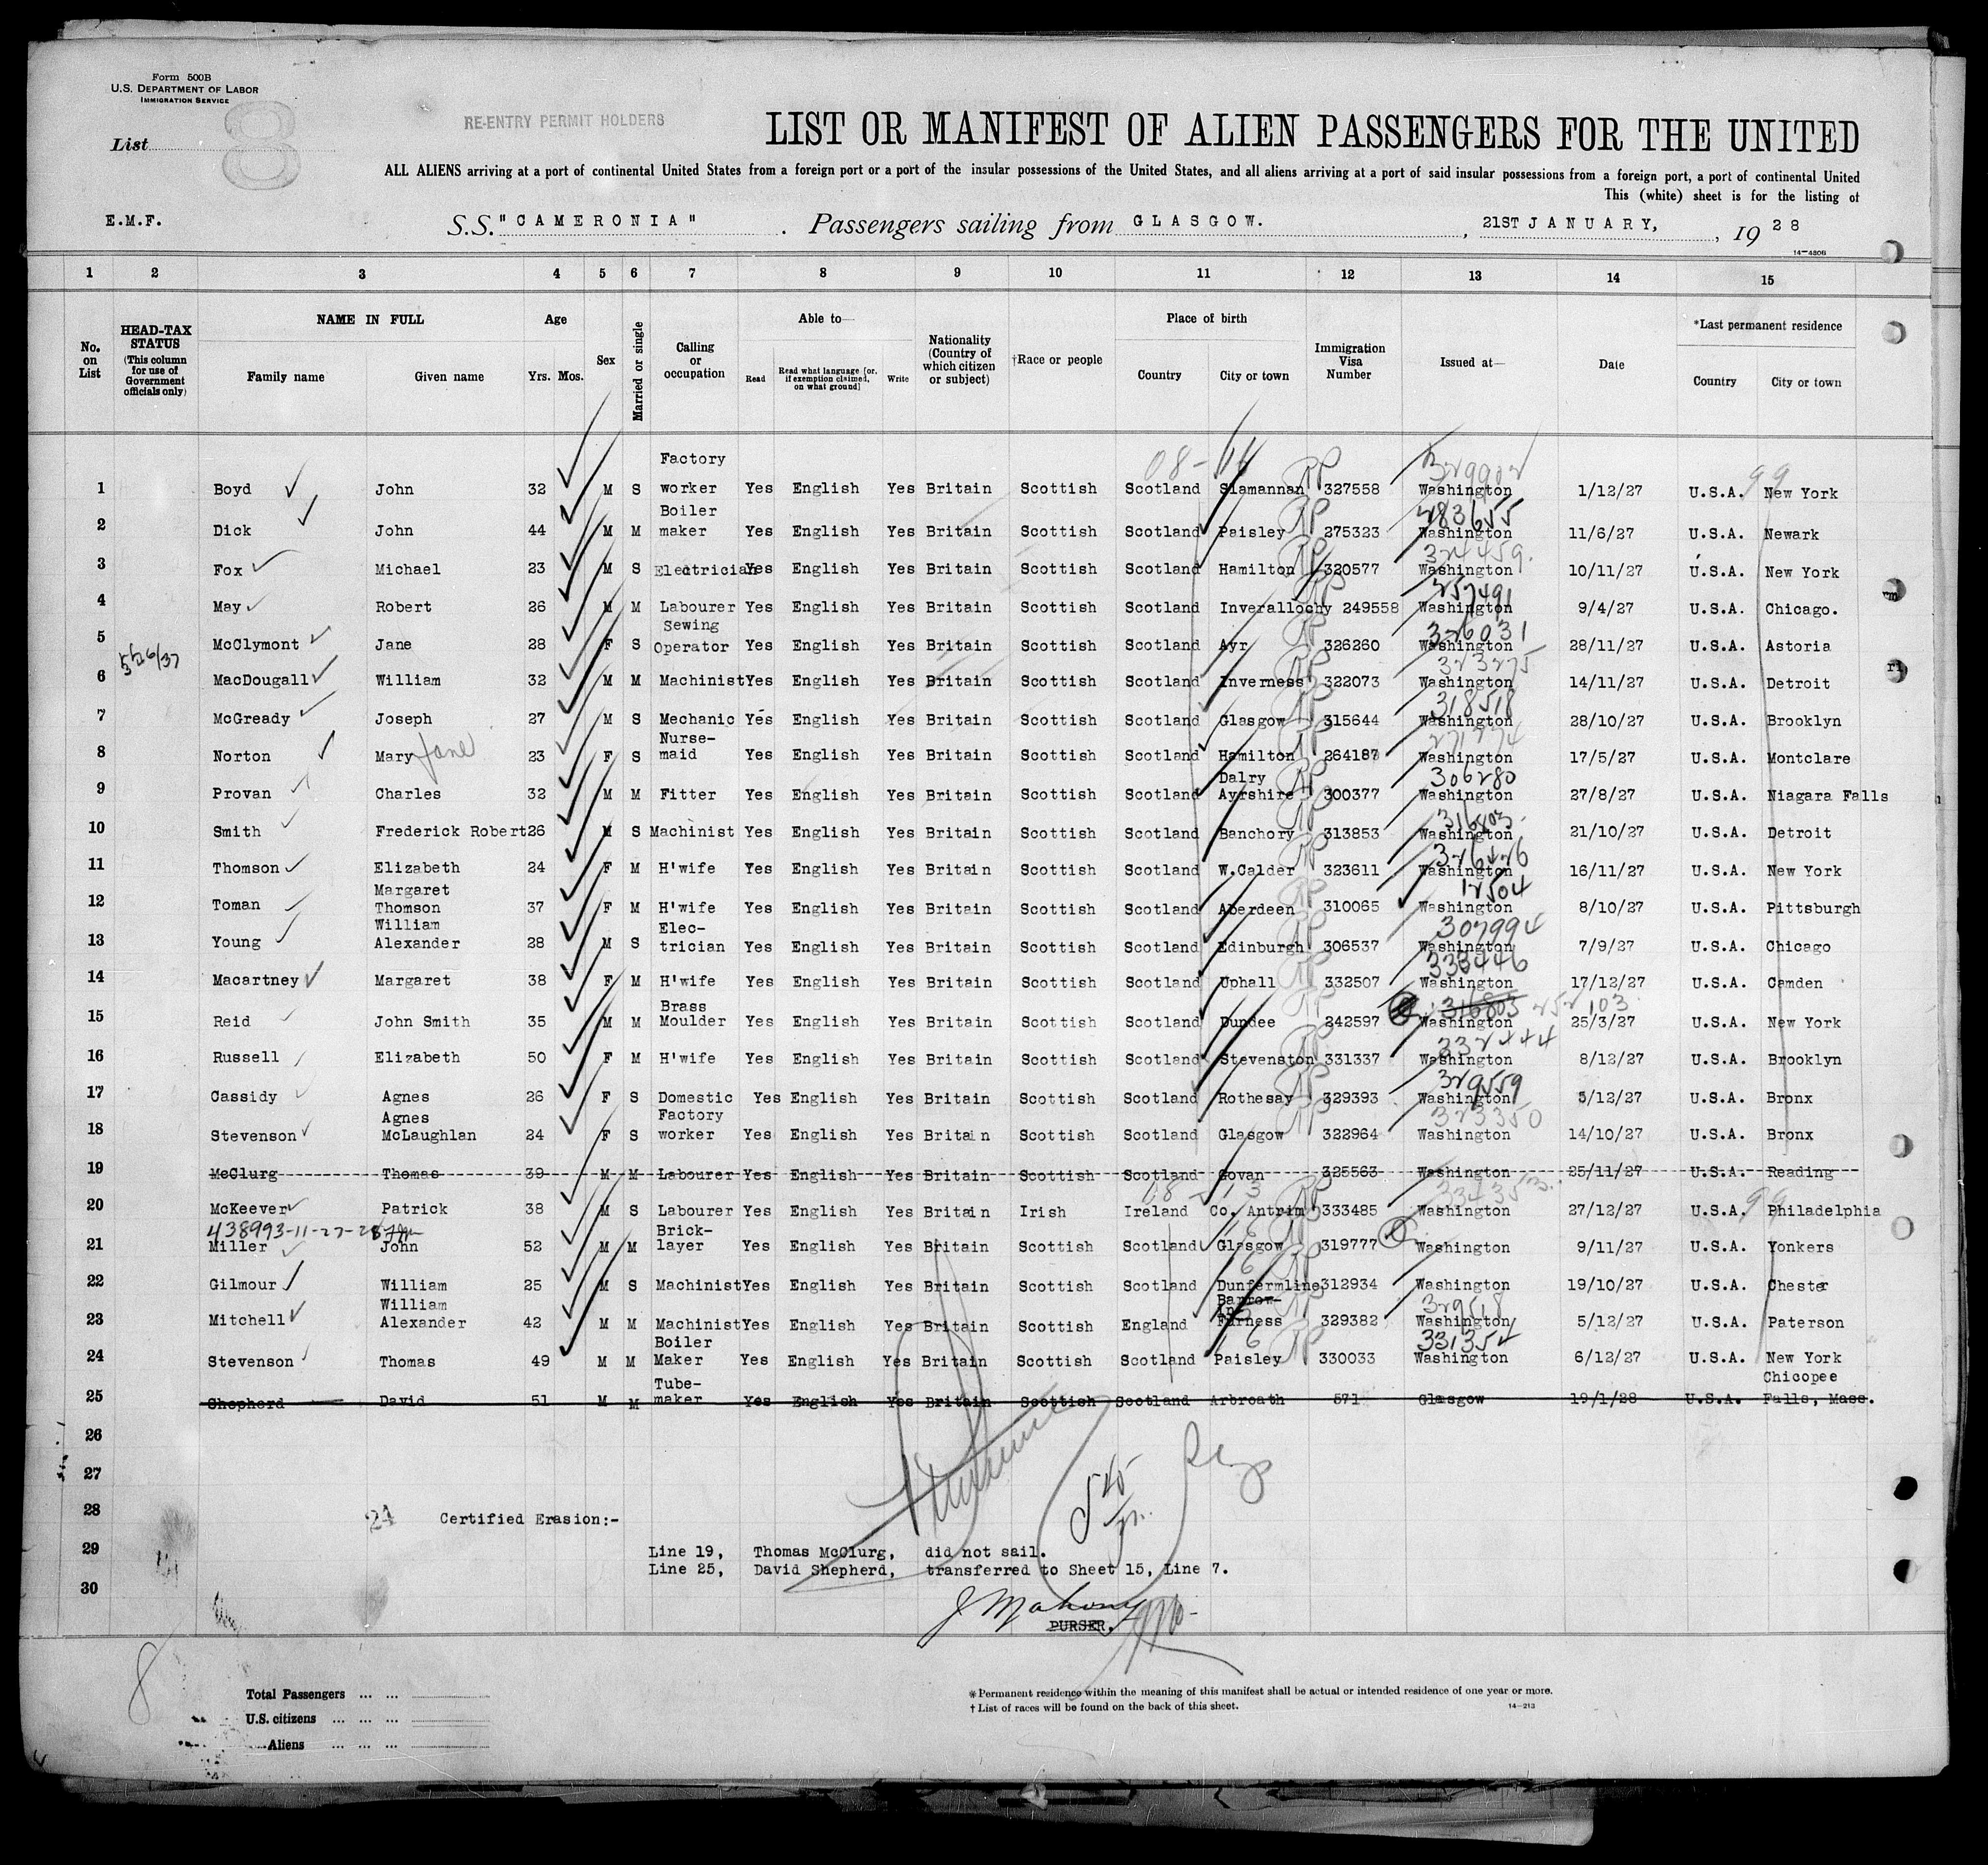 Form 500B
U.S. DEPARTMENT OF LABOR
IMMIGRATION SERVICE
List 8
RE-ENTRY PERMIT HOLDERS
LIST OR MANIFEST OF ALIEN PASSENGERS FOR THE UNITED
ALL ALIENS arriving at a port of continental United States from a foreign port or a port of the insular possessions of the United States, and all aliens arriving at a port of said insular possessions from a foreign port, a port of continental United
This (white) sheet is for the listing of
E.M.F. S.S. "CAMERONIA" . Passengers sailing from GLASGOW. , 21ST JANUARY, , 19 28
14-4806
1 2 3 4 5 6 7 8 9 10 11 12 13 14 15
No. on List
HEAD-TAX STATUS (This column for use of Government officials only)
NAME IN FULL
Family name Given name
Age
Yrs. Mos.
Sex
Married or single
Calling or occupation
Able to—
Read Read what language [or, if exemption claimed, on what ground] Write
Nationality (Country of which citizen or subject)
†Race or people
Place of birth
Country City or town
Immigration Visa Number
Issued at—
Date
*Last permanent residence
Country City or town
08- 99
1 Boyd John 32 M S Factory worker Yes English Yes Britain Scottish Scotland Slamannan 327558 Washington 1/12/27 U.S.A. New York
283655
2 Dick John 44 M M Boiler maker Yes English Yes Britain Scottish Scotland Paisley 275323 Washington 11/6/27 U.S.A. Newark
324459.
3 Fox Michael 23 M S Electrician Yes English Yes Britain Scottish Scotland Hamilton 320577 Washington 10/11/27 U.S.A. New York
257491
4 May Robert 26 M M Labourer Yes English Yes Britain Scottish Scotland Inverallochy 249558 Washington 9/4/27 U.S.A. Chicago.
326031
5 McClymont Jane 28 F S Sewing Operator Yes English Yes Britain Scottish Scotland Ayr 326260 Washington 28/11/27 U.S.A. Astoria
323275
6 MacDougall William 32 M M Machinist Yes English Yes Britain Scottish Scotland Inverness 322073 Washington 14/11/27 U.S.A. Detroit
318518
7 McGready Joseph 27 M S Mechanic Yes English Yes Britain Scottish Scotland Glasgow 315644 Washington 28/10/27 U.S.A. Brooklyn
8 Norton Mary Jane 23 F S Nurse-maid Yes English Yes Britain Scottish Scotland Hamilton 264187 Washington 17/5/27 U.S.A. Montclare
306280
9 Provan Charles 32 M M Fitter Yes English Yes Britain Scottish Scotland Dalry Ayrshire 300377 Washington 27/8/27 U.S.A. Niagara Falls
316803
10 Smith Frederick Robert 26 M S Machinist Yes English Yes Britain Scottish Scotland Banchory 313853 Washington 21/10/27 U.S.A. Detroit
326426
11 Thomson Elizabeth 24 F M H'wife Yes English Yes Britain Scottish Scotland W.Calder 323611 Washington 16/11/27 U.S.A. New York
12504
12 Toman Margaret Thomson 37 F M H'wife Yes English Yes Britain Scottish Scotland Aberdeen 310065 Washington 8/10/27 U.S.A. Pittsburgh
307994
13 Young William Alexander 28 M S Elec-trician Yes English Yes Britain Scottish Scotland Edinburgh 306537 Washington 7/9/27 U.S.A. Chicago
14 Macartney Margaret 38 F M H'wife Yes English Yes Britain Scottish Scotland Uphall 332507 Washington 17/12/27 U.S.A. Camden
316803 252103
15 Reid John Smith 35 M M Brass Moulder Yes English Yes Britain Scottish Scotland Dundee 242597 Washington 25/3/27 U.S.A. New York
332444
16 Russell Elizabeth 50 F M H'wife Yes English Yes Britain Scottish Scotland Stevenston 331337 Washington 8/12/27 U.S.A. Brooklyn
329559
17 Cassidy Agnes 26 F S Domestic Yes English Yes Britain Scottish Scotland Rothesay 329393 Washington 5/12/27 U.S.A. Bronx
323350
18 Stevenson Agnes McLaughlan 24 F S Factory worker Yes English Yes Britain Scottish Scotland Glasgow 322964 Washington 14/10/27 U.S.A. Bronx
19 McClurg Thomas 39 M M Labourer Yes English Yes Britain Scottish Scotland Govan 325563 Washington 25/11/27 U.S.A. Reading
99
20 McKeever Patrick 38 M S Labourer Yes English Yes Britain Irish Ireland Co. Antrim 333485 Washington 27/12/27 U.S.A. Philadelphia
438993-11-27-28
21 Miller John 52 M M Brick-layer Yes English Yes Britain Scottish Scotland Glasgow 319777 Washington 9/11/27 U.S.A. Yonkers
22 Gilmour William 25 M S Machinist Yes English Yes Britain Scottish Scotland Dunfermline 312934 Washington 19/10/27 U.S.A. Chester
329518
23 Mitchell William Alexander 42 M M Machinist Yes English Yes Britain Scottish England Barrow-in-Furness 329382 Washington 5/12/27 U.S.A. Paterson
331354
24 Stevenson Thomas 49 M M Boiler Maker Yes English Yes Britain Scottish Scotland Paisley 330033 Washington 6/12/27 U.S.A. New York
25 Shepherd David 51 M M Tube-maker Yes English Yes Britain Scottish Scotland Arbroath 571 Glasgow 19/1/28 U.S.A. Chicopee Falls, Mass.
26
27
28 24 Certified Erasion:-
29 Line 19, Thomas McClurg, did not sail.
Line 25, David Shepherd, transferred to Sheet 15, Line 7.
30
J Mahony
PURSER.
8
Total Passengers ... ...
U.S. citizens ... ... ...
Aliens ... ... ...
* Permanent residence within the meaning of this manifest shall be actual or intended residence of one year or more.
† List of races will be found on the back of this sheet. 14-213